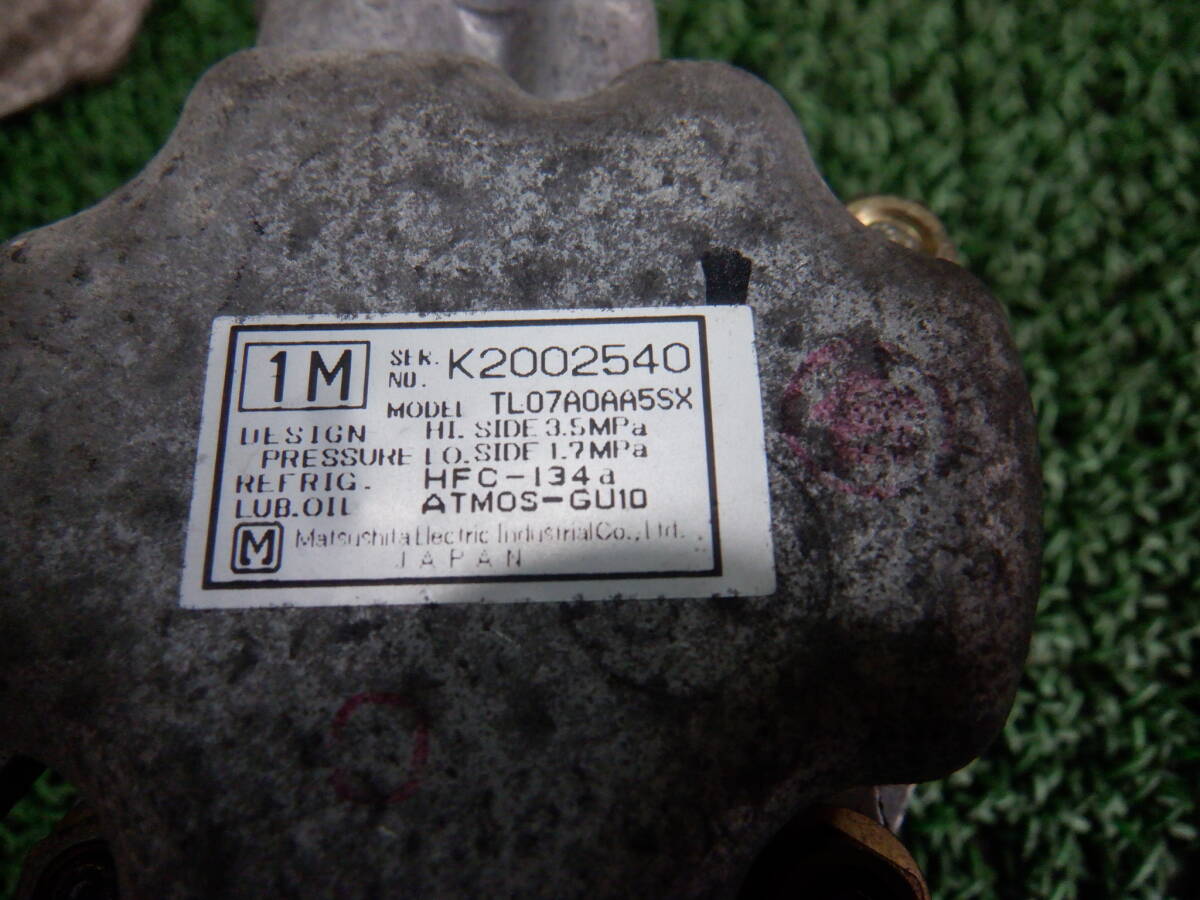 1M
SER. NO. K2002540
MODEL TL07A0AA5SX
DESIGN HI. SIDE 3.5MPa
PRESSURE LO. SIDE 1.7MPa
REFRIG. HFC-134a
LUB.OIL ATMOS-GU10
M Matsushita Electric Industrial Co., Ltd.
JAPAN